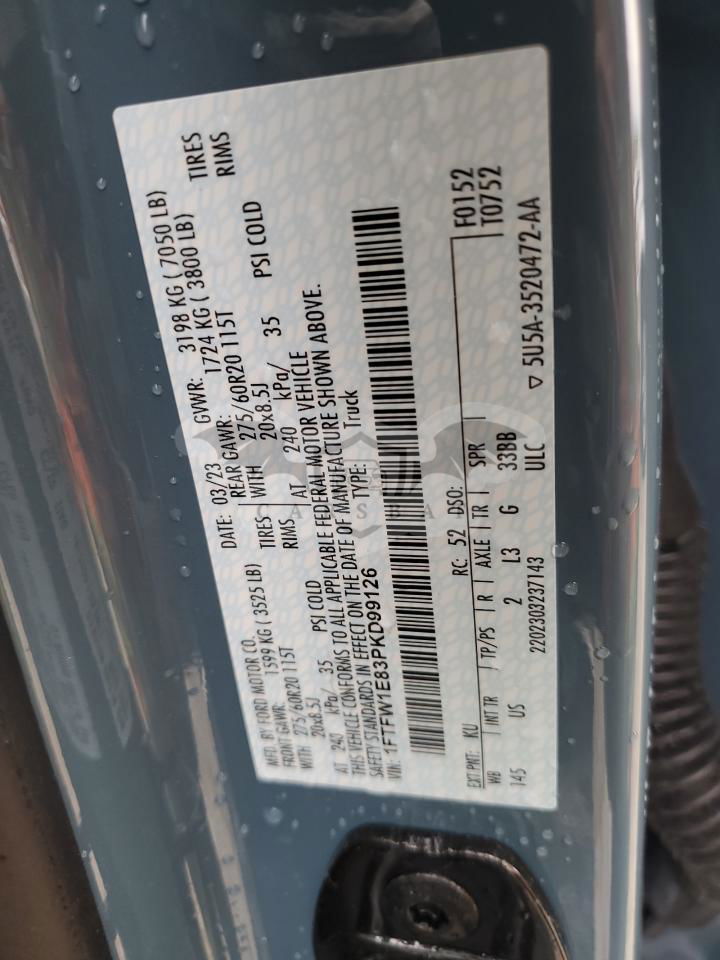 MFD. BY FORD MOTOR CO.
DATE: 03/23 GVWR: 3198 KG ( 7050 LB)
FRONT GAWR: 1599 KG ( 3525 LB) REAR GAWR: 1724 KG ( 3800 LB)
WITH 275/60R20 115T TIRES WITH 275/60R20 115T TIRES
20x8.5J RIMS 20x8.5J RIMS
AT 240 kPa/ 35 PSI COLD AT 240 kPa/ 35 PSI COLD
THIS VEHICLE CONFORMS TO ALL APPLICABLE FEDERAL MOTOR VEHICLE
SAFETY STANDARDS IN EFFECT ON THE DATE OF MANUFACTURE SHOWN ABOVE.
VIN: 1FTFW1E83PKD99126 TYPE: Truck
F0152
T0752
EXT PNT: KU RC: 52 DSO:
WB INT TR TP/PS R AXLE TR SPR
145 US 2 L3 G 33BB
2202303237143 ULC
▽ 5U5A-3520472-AA
CASBA